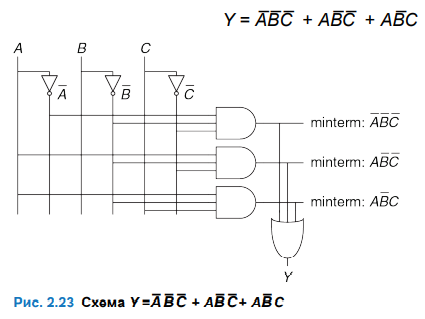 Y = A̅B̅C̅ + AB̅C̅ + AB̅C
A B C
A̅ B̅ C̅
minterm: A̅B̅C̅
minterm: AB̅C̅
minterm: AB̅C
Y
Рис. 2.23 Схема Y =A̅ B̅ C̅ + AB̅ C̅+ AB̅ C